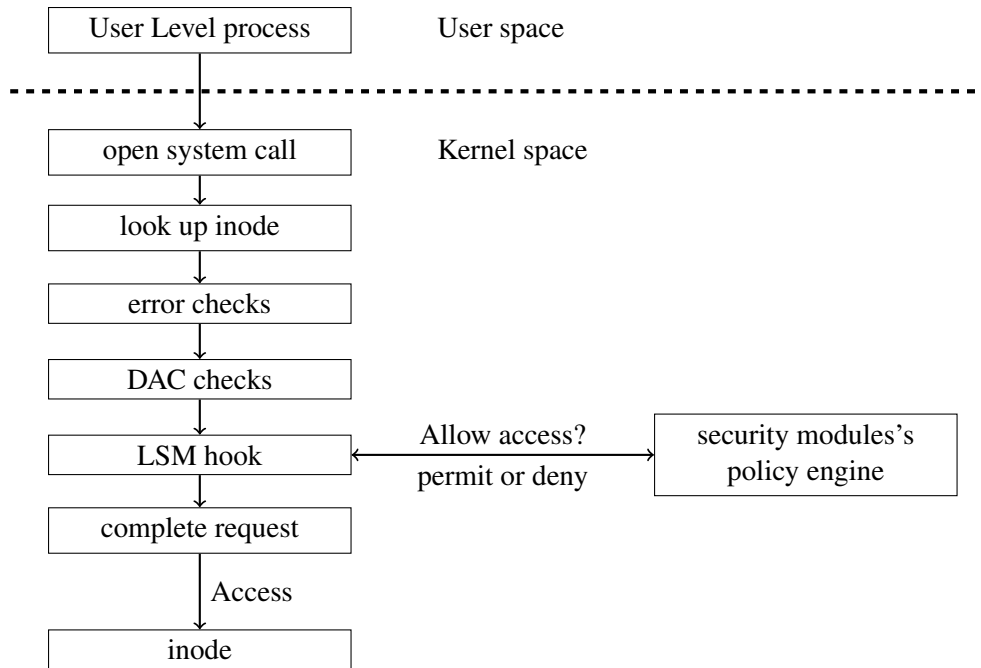 User Level process
User space
open system call
Kernel space
look up inode
error checks
DAC checks
LSM hook
Allow access?
permit or deny
security modules's
policy engine
complete request
Access
inode